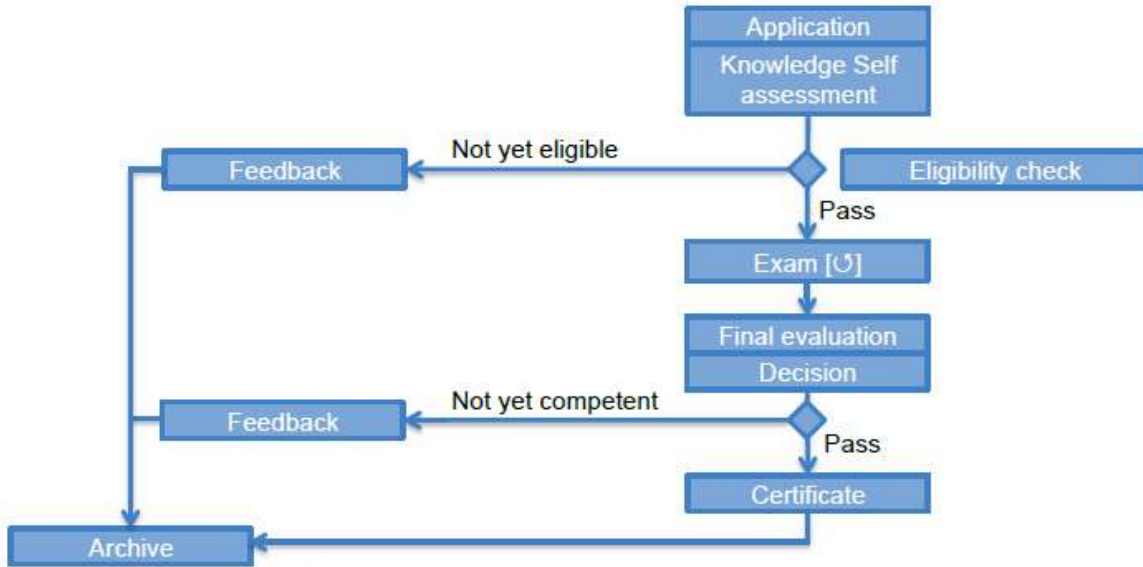 Application
Knowledge Self
assessment
Not yet eligible
Feedback
Eligibility check
Pass
Exam [↺]
Final evaluation
Decision
Not yet competent
Feedback
Pass
Certificate
Archive